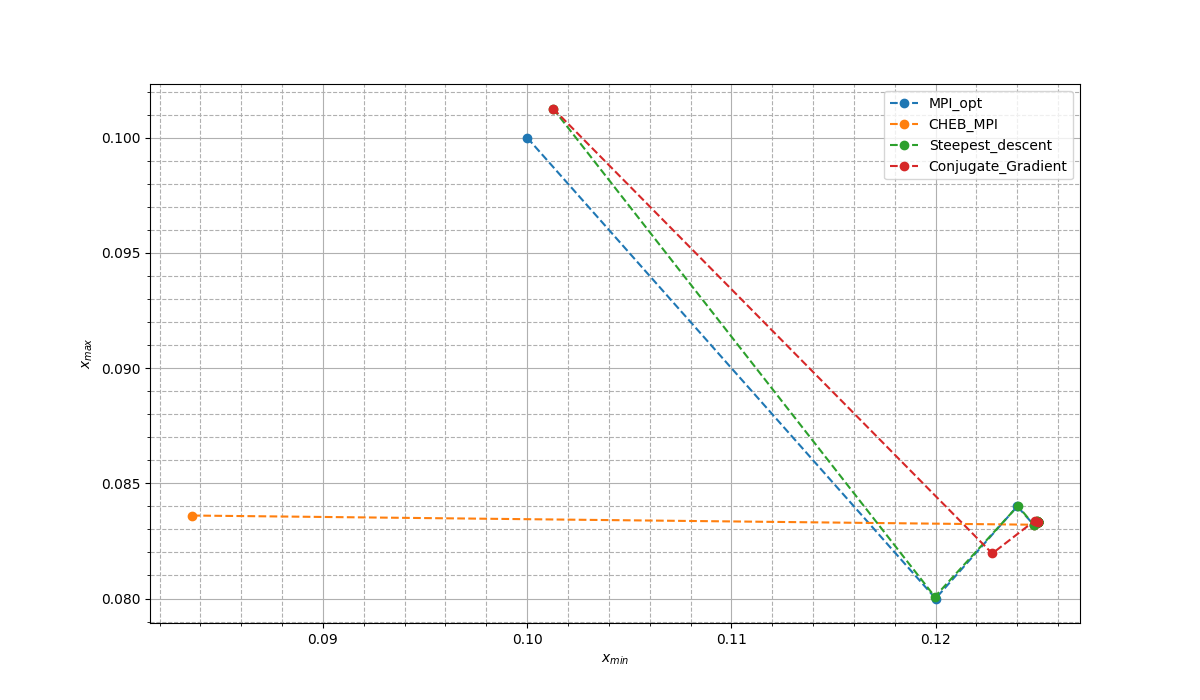 MPI_opt
CHEB_MPI
Steepest_descent
Conjugate_Gradient
0.100
0.095
0.090
0.085
0.080
x_max
0.09 0.10 0.11 0.12
x_min